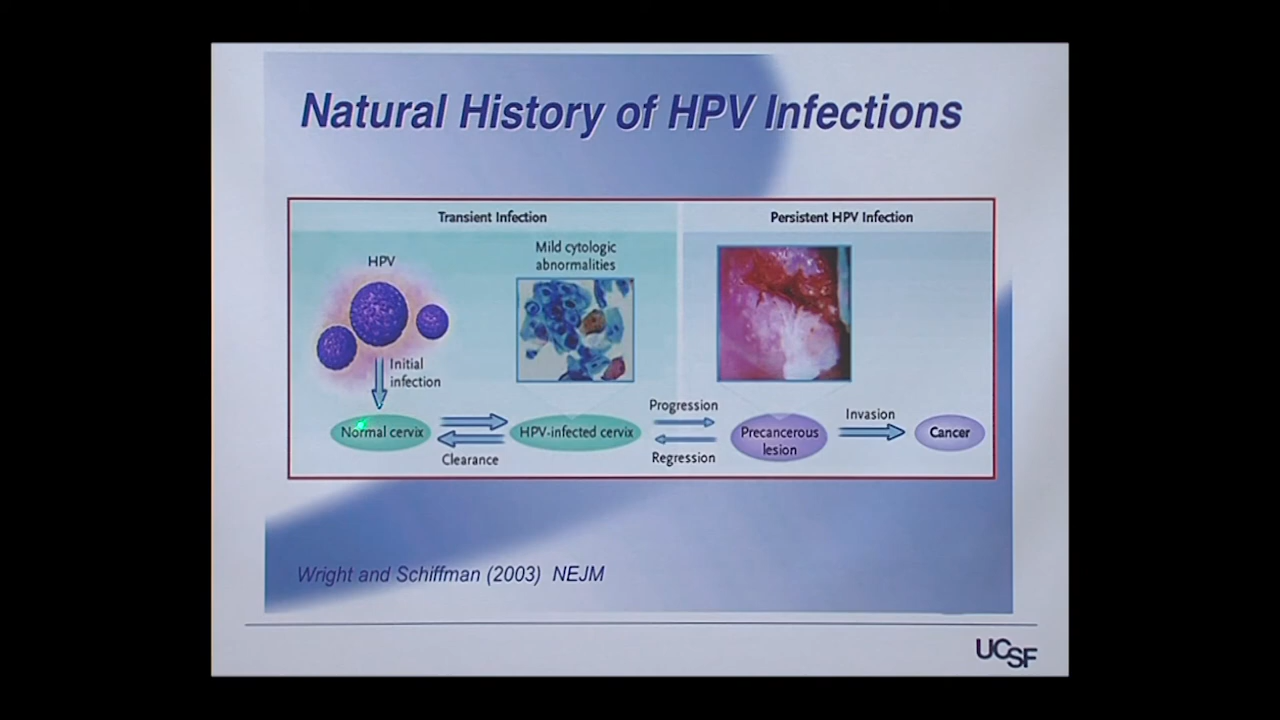 Natural History of HPV Infections
Transient Infection
Persistent HPV Infection
HPV
Mild cytologic
abnormalities
Initial
infection
Normal cervix
Clearance
HPV-infected cervix
Progression
Regression
Precancerous
lesion
Invasion
Cancer
Wright and Schiffman (2003) NEJM
UCSF